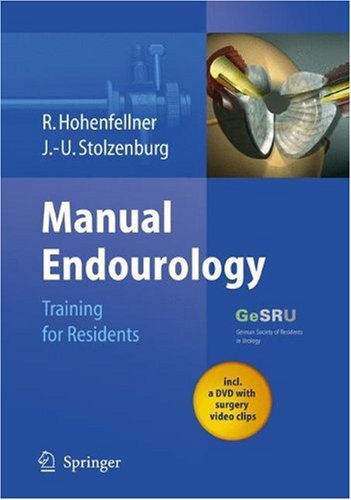 R. Hohenfellner
J.-U. Stolzenburg
Manual
Endourology
Training
for Residents
GeSRU
German Society of Residents
in Urology
incl.
a DVD with
surgery
video clips
Springer